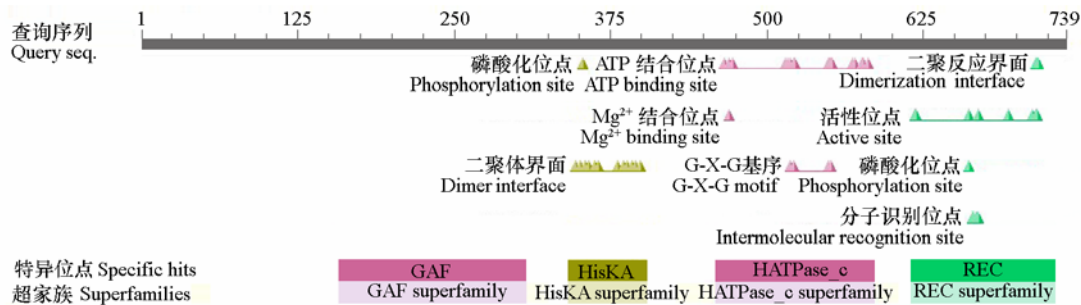 1 125 250 375 500 625 739
查询序列
Query seq.
磷酸化位点 ATP 结合位点 二聚反应界面
Phosphorylation site ATP binding site Dimerization interface
Mg²⁺ 结合位点 活性位点
Mg²⁺ binding site Active site
二聚体界面 G-X-G基序 磷酸化位点
Dimer interface G-X-G motif Phosphorylation site
分子识别位点
Intermolecular recognition site
特异位点 Specific hits GAF HisKA HATPase_c REC
超家族 Superfamilies GAF superfamily HisKA superfamily HATPase_c superfamily REC superfamily